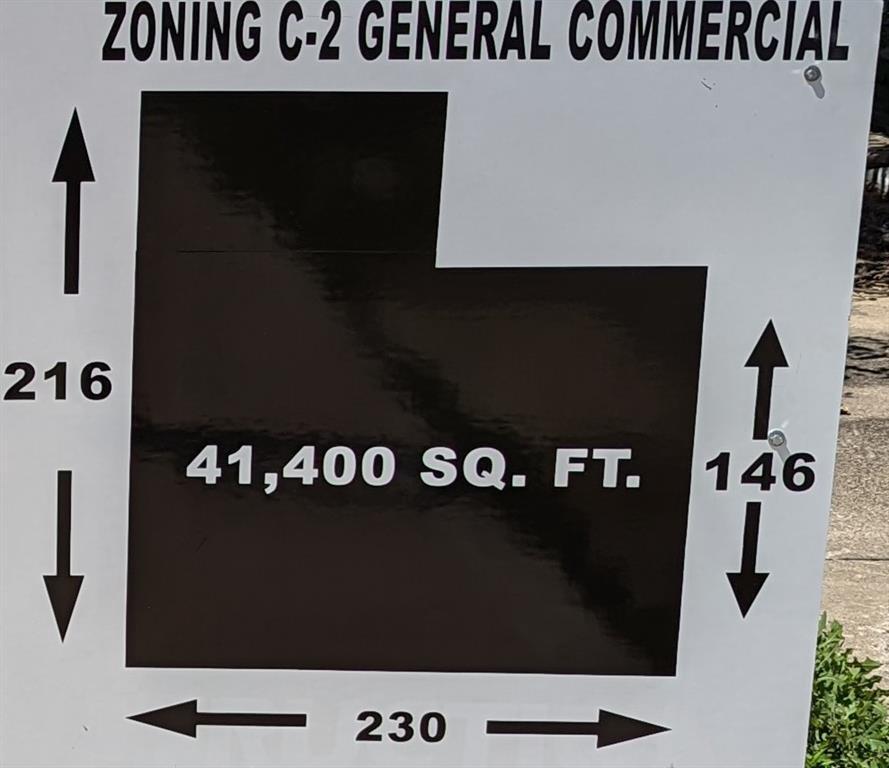 ZONING C-2 GENERAL COMMERCIAL
216
41,400 SQ. FT.
146
230